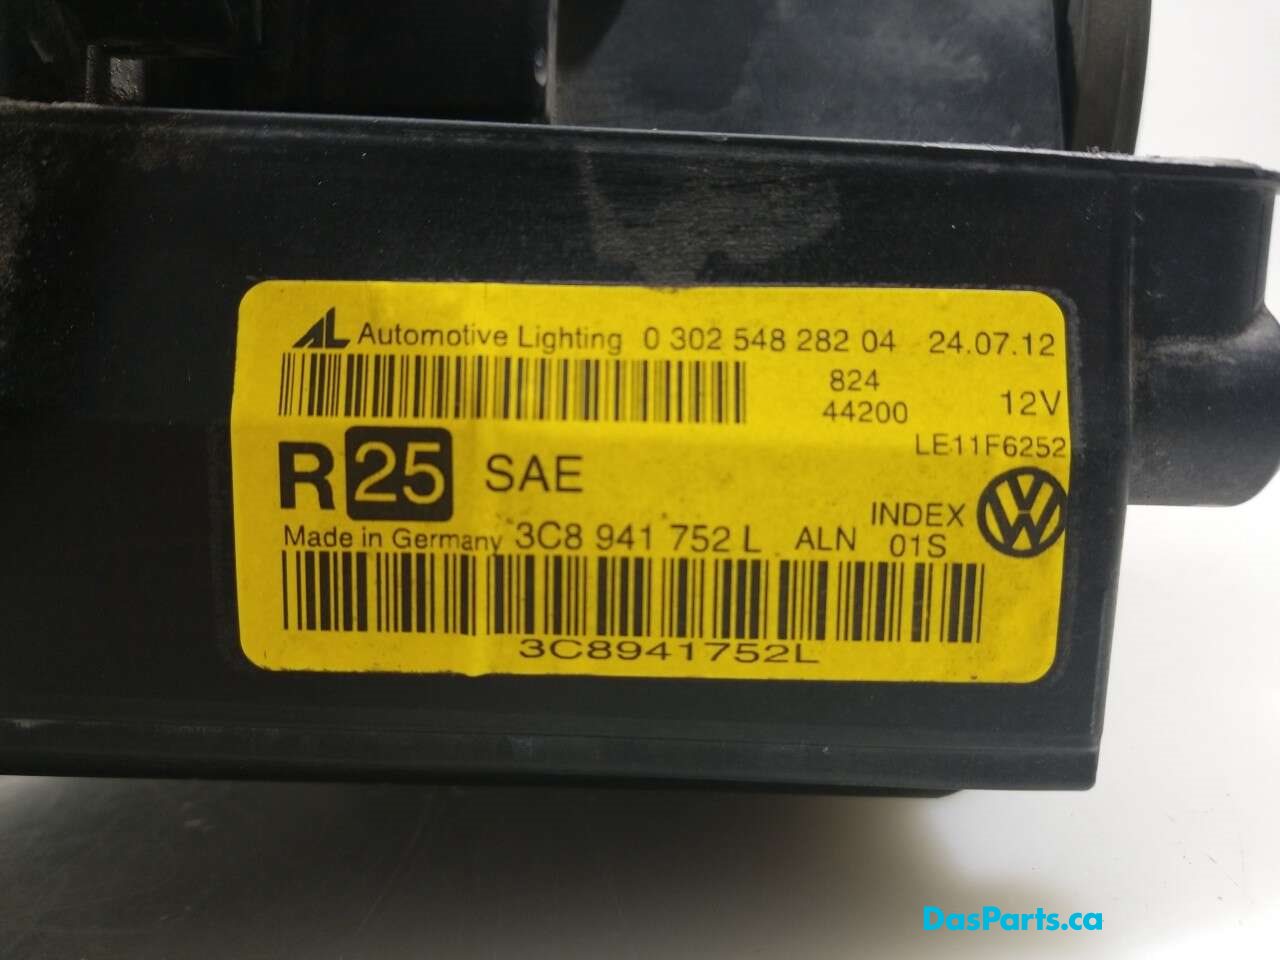 AL Automotive Lighting 0 302 548 282 04 24.07.12
824
44200 12V
LE11F6252
R 25 SAE
INDEX
Made in Germany 3C8 941 752 L ALN 01S
3C8941752L
DasParts.ca